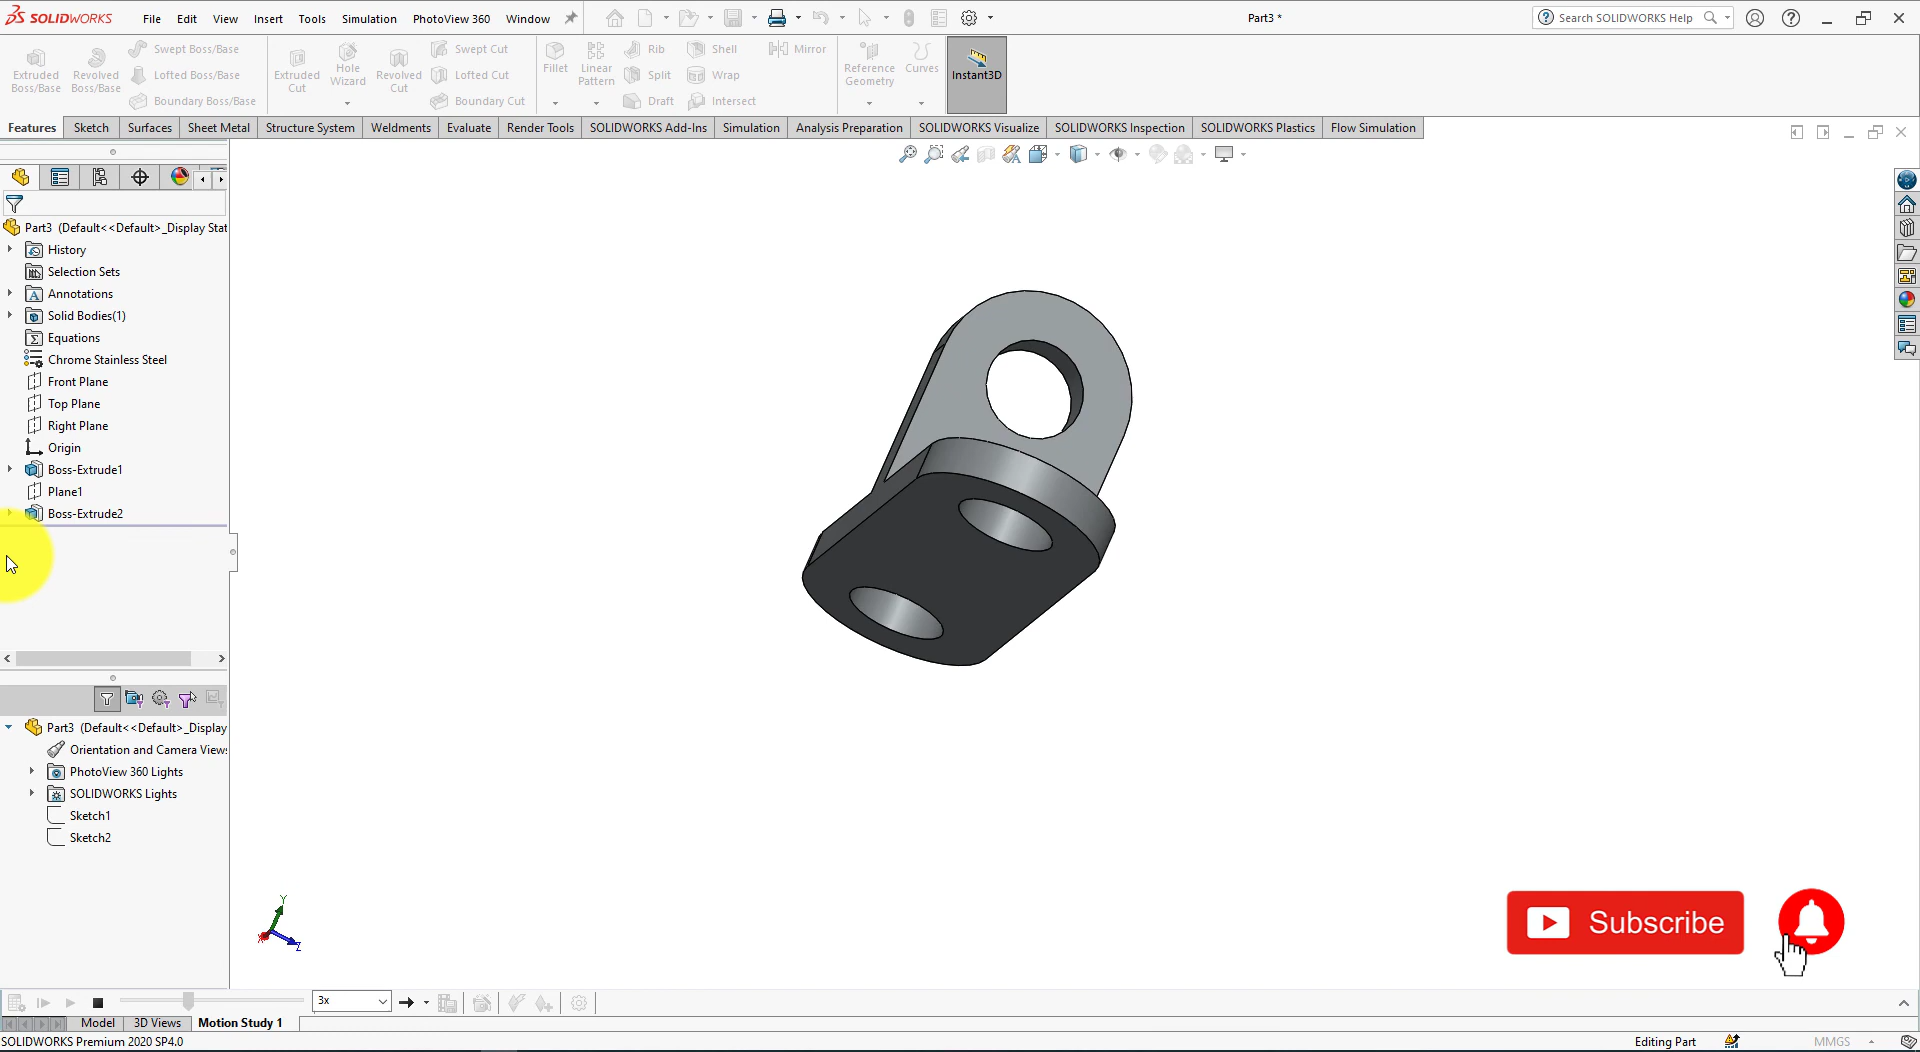 SOLIDWORKS File Edit View Insert Tools Simulation PhotoView 360 Window Part3 * Search SOLIDWORKS Help
Extruded Boss/Base
Revolved Boss/Base
Swept Boss/Base
Lofted Boss/Base
Boundary Boss/Base
Extruded Cut
Hole Wizard
Revolved Cut
Swept Cut
Lofted Cut
Boundary Cut
Fillet
Linear Pattern
Rib
Split
Draft
Shell
Wrap
Intersect
Mirror
Reference Geometry
Curves
Instant3D
Features Sketch Surfaces Sheet Metal Structure System Weldments Evaluate Render Tools SOLIDWORKS Add-Ins Simulation Analysis Preparation SOLIDWORKS Visualize SOLIDWORKS Inspection SOLIDWORKS Plastics Flow Simulation
Part3 (Default<<Default>_Display Stat
History
Selection Sets
Annotations
Solid Bodies(1)
Equations
Chrome Stainless Steel
Front Plane
Top Plane
Right Plane
Origin
Boss-Extrude1
Plane1
Boss-Extrude2
Part3 (Default<<Default>_Display
Orientation and Camera Views
PhotoView 360 Lights
SOLIDWORKS Lights
Sketch1
Sketch2
Y
X
Z
Subscribe
3x
Model 3D Views Motion Study 1
SOLIDWORKS Premium 2020 SP4.0 Editing Part MMGS